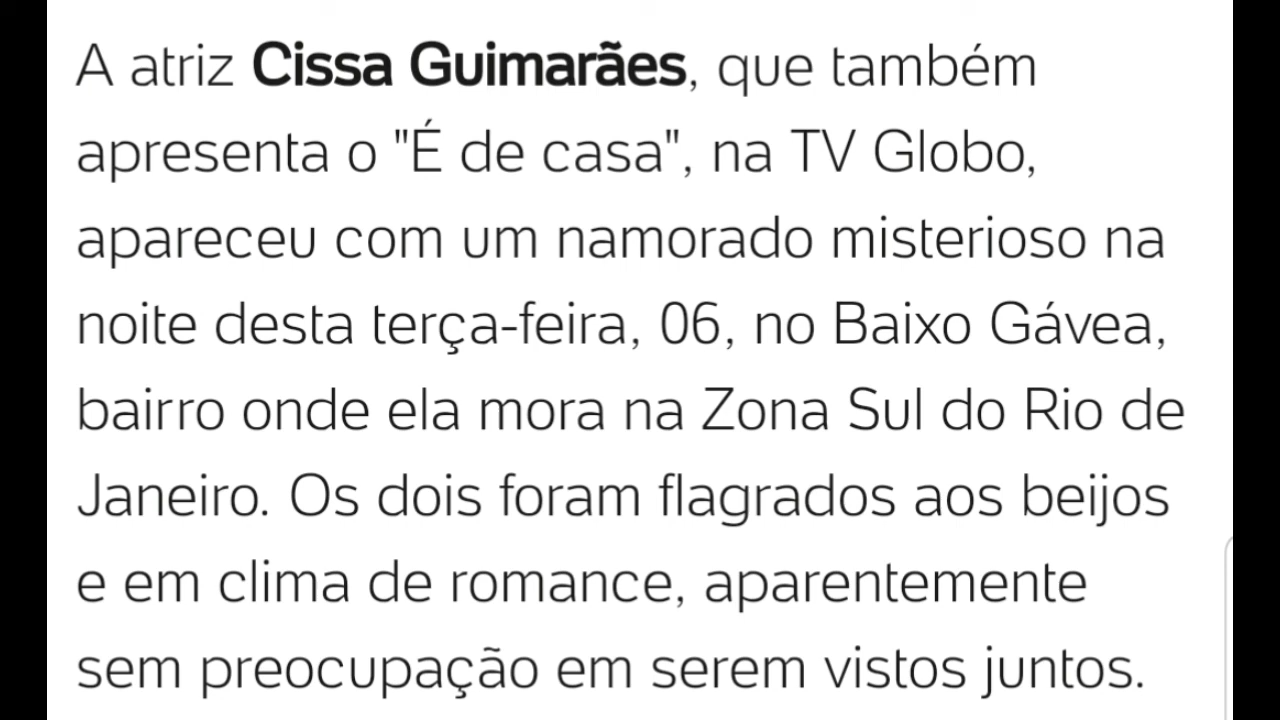 A atriz Cissa Guimarães, que também
apresenta o "É de casa", na TV Globo,
apareceu com um namorado misterioso na
noite desta terça-feira, 06, no Baixo Gávea,
bairro onde ela mora na Zona Sul do Rio de
Janeiro. Os dois foram flagrados aos beijos
e em clima de romance, aparentemente
sem preocupação em serem vistos juntos.